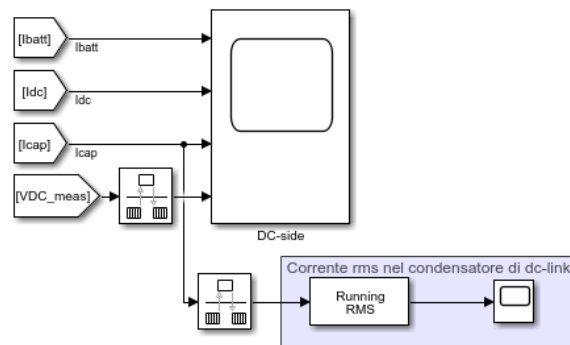 [Ibatt]
Ibatt
[Idc]
Idc
[Icap]
Icap
[VDC_meas]
DC-side
Corrente rms nel condensatore di dc-link
Running
RMS